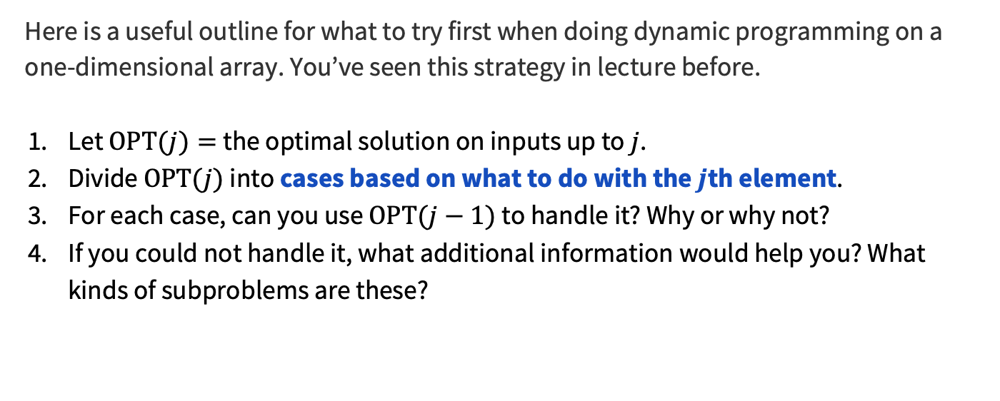 Here is a useful outline for what to try first when doing dynamic programming on a
one-dimensional array. You’ve seen this strategy in lecture before.
1. Let OPT(j) = the optimal solution on inputs up to j.
2. Divide OPT(j) into cases based on what to do with the jth element.
3. For each case, can you use OPT(j − 1) to handle it? Why or why not?
4. If you could not handle it, what additional information would help you? What
kinds of subproblems are these?